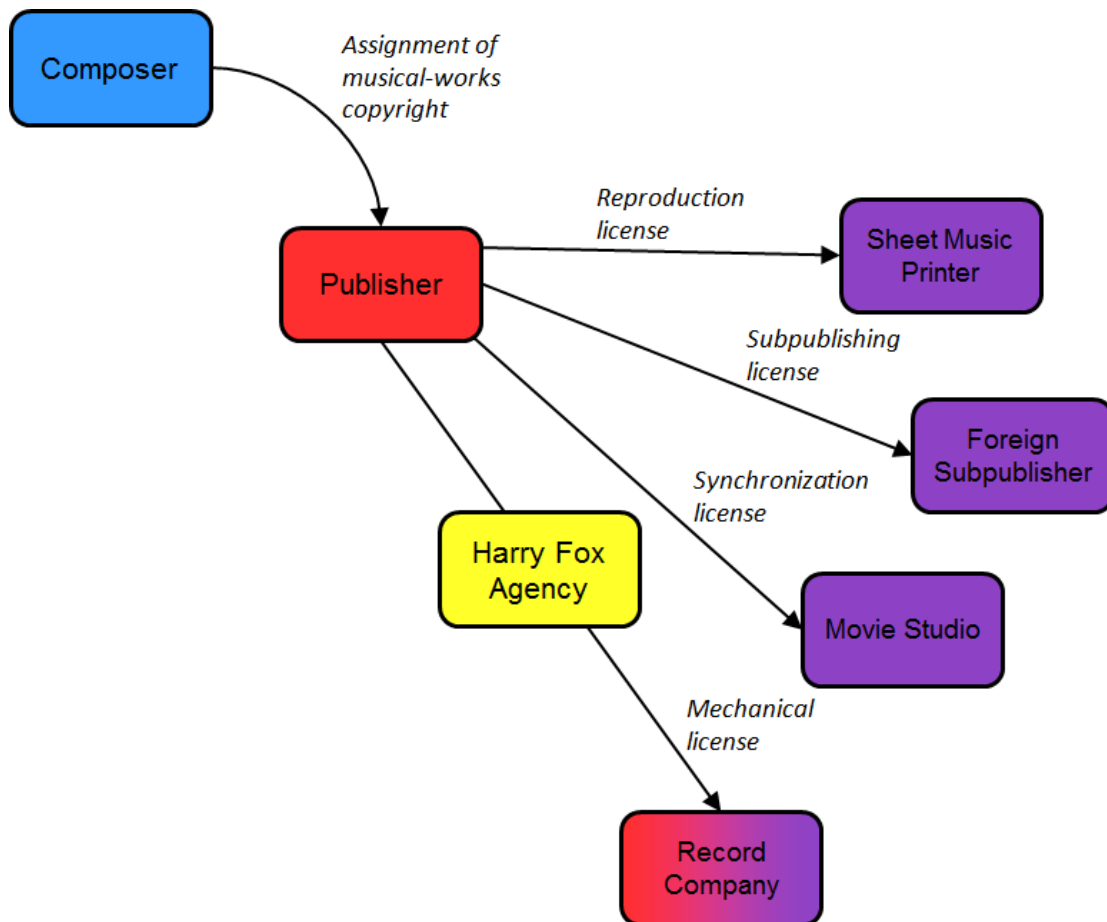 Composer
Assignment of
musical-works
copyright
Publisher
Reproduction
license
Sheet Music
Printer
Subpublishing
license
Foreign
Subpublisher
Synchronization
license
Harry Fox
Agency
Movie Studio
Mechanical
license
Record
Company